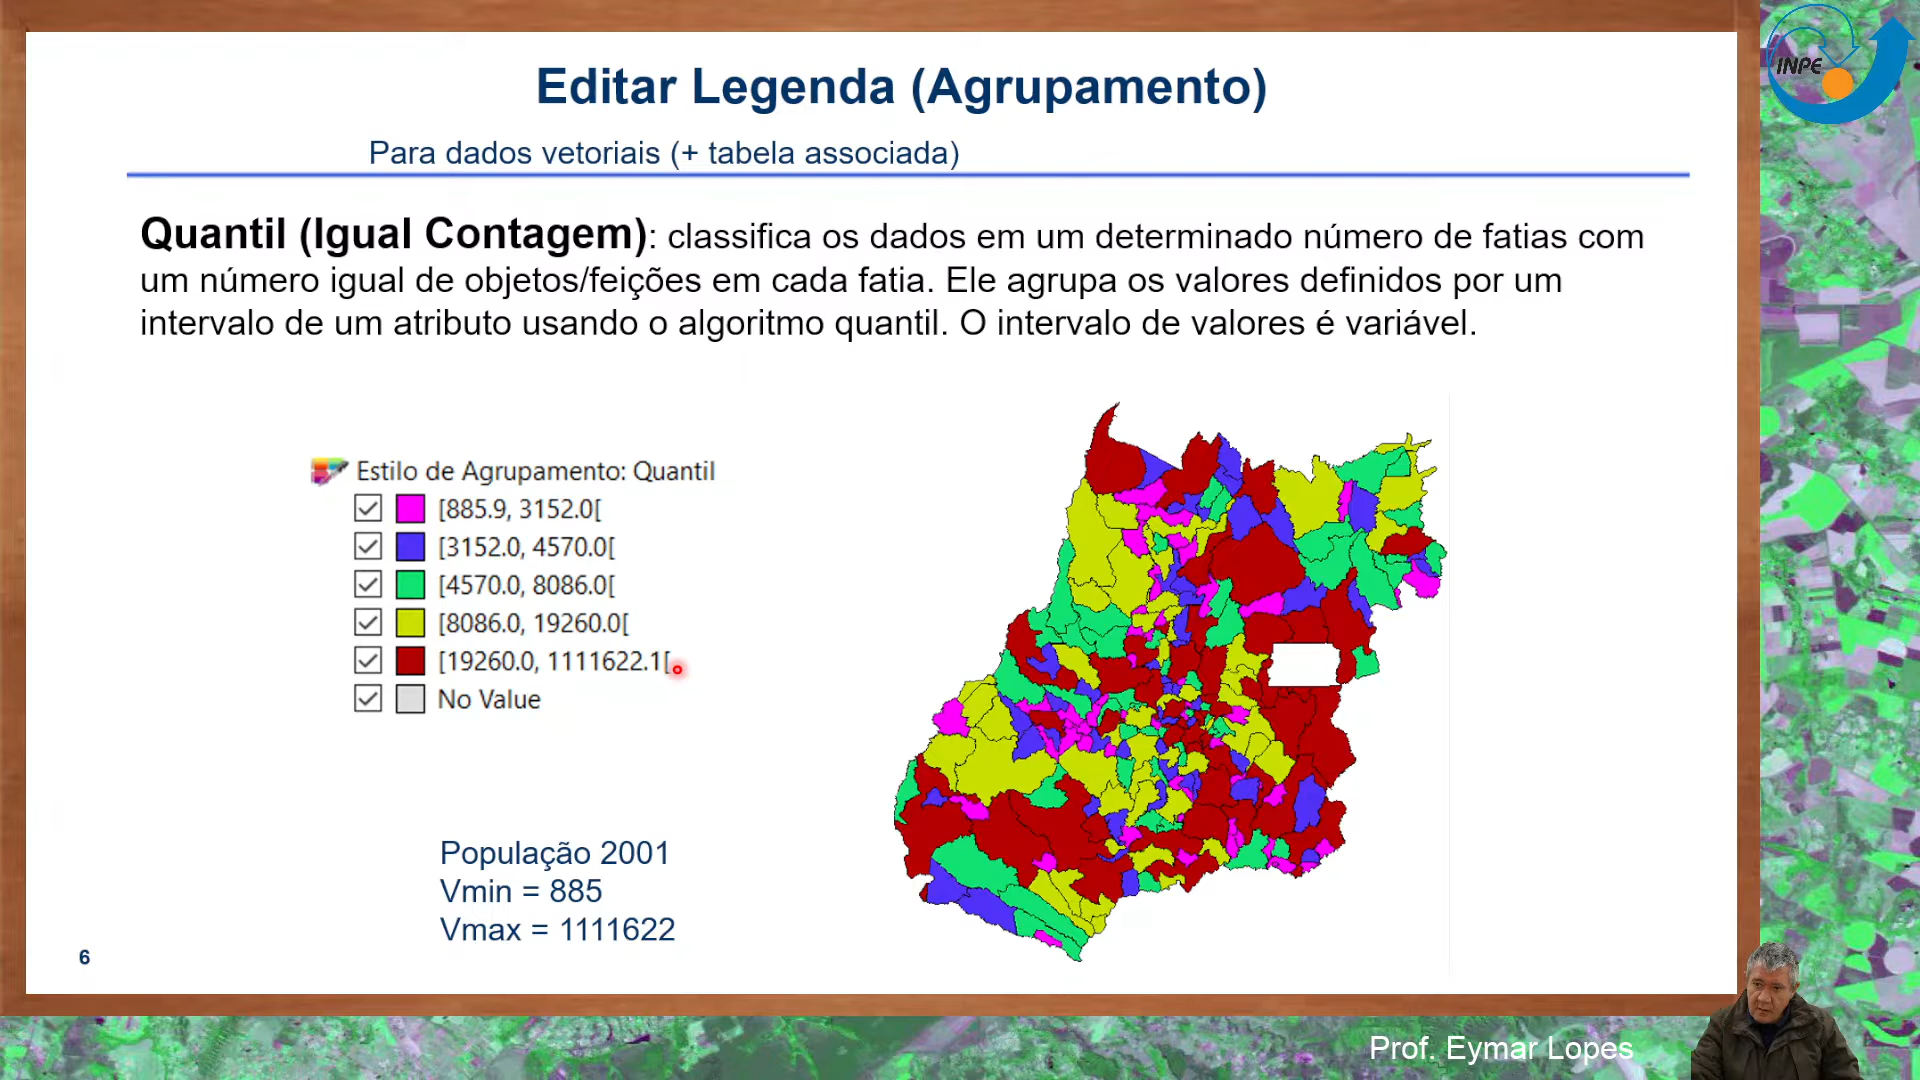 Editar Legenda (Agrupamento)
Para dados vetoriais (+ tabela associada)
Quantil (Igual Contagem): classifica os dados em um determinado número de fatias com
um número igual de objetos/feições em cada fatia. Ele agrupa os valores definidos por um
intervalo de um atributo usando o algoritmo quantil. O intervalo de valores é variável.
Estilo de Agrupamento: Quantil
[885.9, 3152.0[
[3152.0, 4570.0[
[4570.0, 8086.0[
[8086.0, 19260.0[
[19260.0, 1111622.1[
No Value
População 2001
Vmin = 885
Vmax = 1111622
6
INPE
Prof. Eymar Lopes